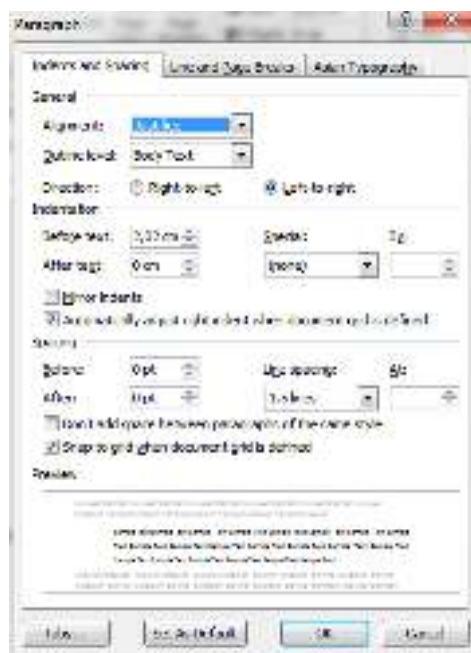 Paragraph
Indents and Spacing Line and Page Breaks Asian Typography
General
Alignment: Justified
Outline level: Body Text
Direction: Right-to-left Left-to-right
Indentation
Before text: Special: By:
After text: 0 cm (none)
Mirror indents
Automatically adjust right indent when document grid is defined
Spacing
Before: 0 pt Line spacing: At:
After: 0 pt 1.5 lines
Don't add space between paragraphs of the same style
Snap to grid when document grid is defined
Preview
Tabs... Set As Default OK Cancel